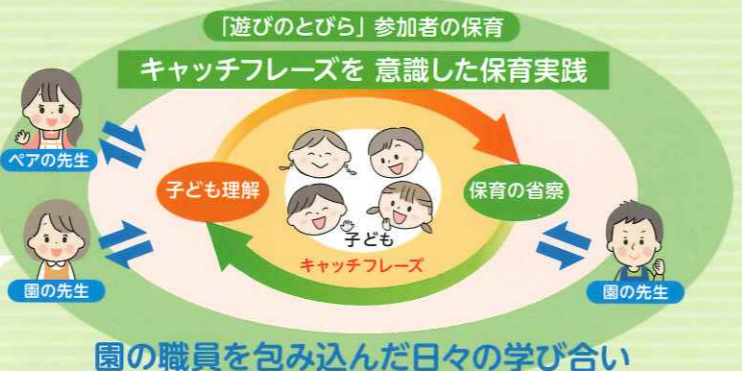 「遊びのとびら」参加者の保育
キャッチフレーズを 意識した保育実践
ペアの先生
子ども理解
保育の省察
子ども
キャッチフレーズ
園の先生
園の先生
園の職員を包み込んだ日々の学び合い